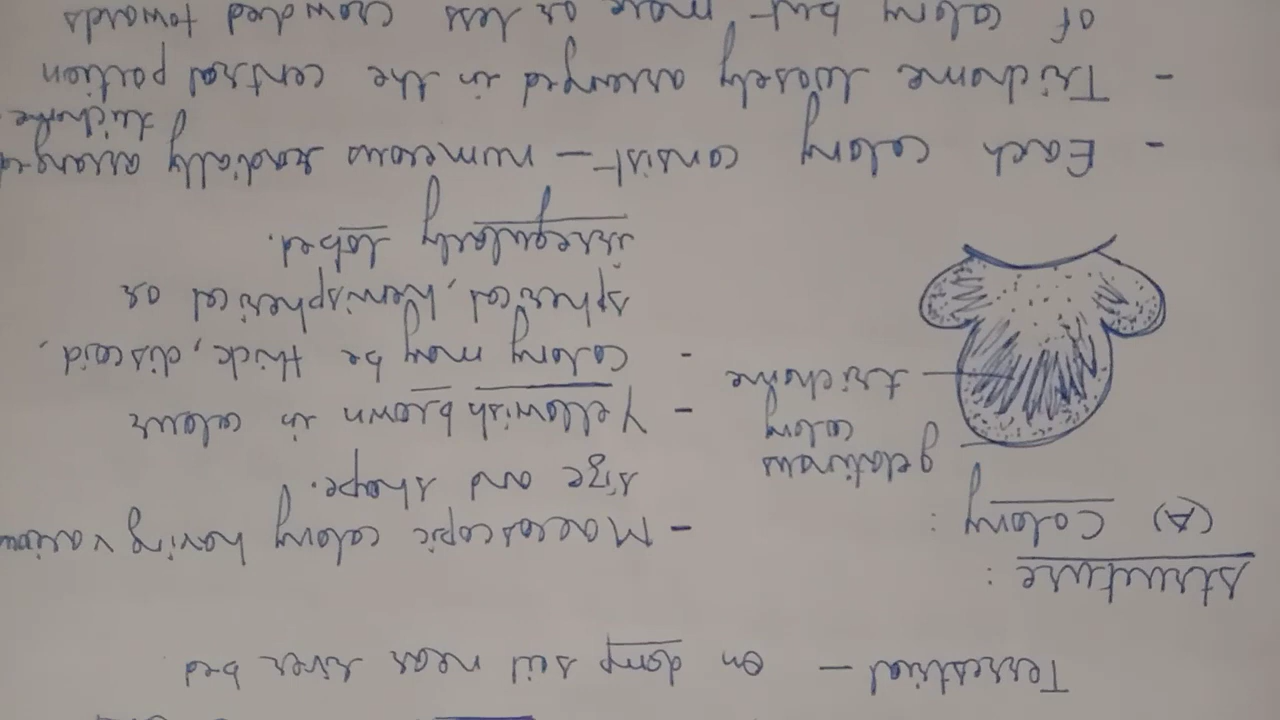 Terrestrial - on damp soil near river bed
Structure :
(A) Colony :
- Macroscopic colony having various
size and shape.
gelatinous
colony
- Yellowish brown in colour
trichome
- Colony may be thick, discoid,
spherical, hemispherical or
irregularly lobed.
- Each colony consist - numerous radially arranged
trichome.
- Trichome loosely arranged in the central portion
of colony but more or less crowded towards